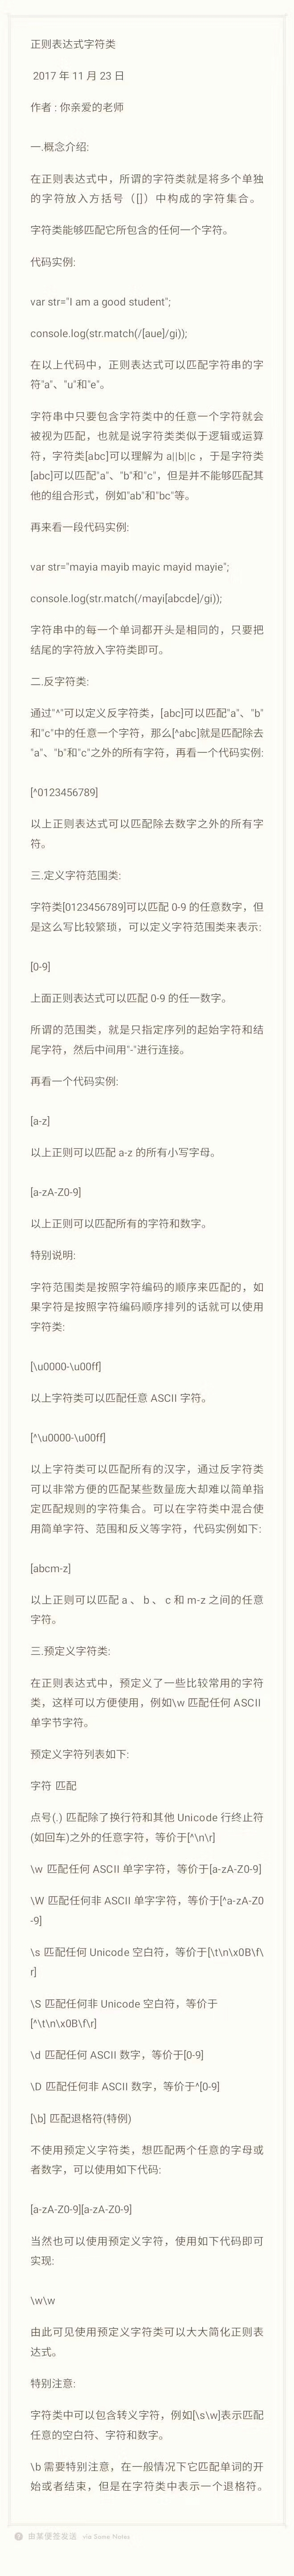 正则表达式字符类
2017 年 11 月 23 日
作者 : 你亲爱的老师
一.概念介绍:
在正则表达式中，所谓的字符类就是将多个单独
的字符放入方括号（[]）中构成的字符集合。
字符类能够匹配它所包含的任何一个字符。
代码实例:
var str="I am a good student";
console.log(str.match(/[aue]/gi));
在以上代码中，正则表达式可以匹配字符串的字
符"a"、"u"和"e"。
字符串中只要包含字符类中的任意一个字符就会
被视为匹配，也就是说字符类类似于逻辑或运算
符，字符类[abc]可以理解为 a||b||c ，于是字符类
[abc]可以匹配"a"、"b"和"c"，但是并不能够匹配其
他的组合形式，例如"ab"和"bc"等。
再来看一段代码实例:
var str="mayia mayib mayic mayid mayie";
console.log(str.match(/mayi[abcde]/gi));
字符串中的每一个单词都开头是相同的，只要把
结尾的字符放入字符类即可。
二.反字符类:
通过"^"可以定义反字符类，[abc]可以匹配"a"、"b"
和"c"中的任意一个字符，那么[^abc]就是匹配除去
"a"、"b"和"c"之外的所有字符，再看一个代码实例:
[^0123456789]
以上正则表达式可以匹配除去数字之外的所有字
符。
三.定义字符范围类:
字符类[0123456789]可以匹配 0-9 的任意数字，但
是这么写比较繁琐，可以定义字符范围类来表示:
[0-9]
上面正则表达式可以匹配 0-9 的任一数字。
所谓的范围类，就是只指定序列的起始字符和结
尾字符，然后中间用"-"进行连接。
再看一个代码实例:
[a-z]
以上正则可以匹配 a-z 的所有小写字母。
[a-zA-Z0-9]
以上正则可以匹配所有的字符和数字。
特别说明:
字符范围类是按照字符编码的顺序来匹配的，如
果字符是按照字符编码顺序排列的话就可以使用
字符类:
[\u0000-\u00ff]
以上字符类可以匹配任意 ASCII 字符。
[^\u0000-\u00ff]
以上字符类可以匹配所有的汉字，通过反字符类
可以非常方便的匹配某些数量庞大却难以简单指
定匹配规则的字符集合。可以在字符类中混合使
用简单字符、范围和反义等字符，代码实例如下:
[abcm-z]
以上正则可以匹配 a 、 b 、 c 和 m-z 之间的任意
字符。
三.预定义字符类:
在正则表达式中，预定义了一些比较常用的字符
类，这样可以方便使用，例如\w 匹配任何 ASCII
单字节字符。
预定义字符列表如下:
字符 匹配
点号(.) 匹配除了换行符和其他 Unicode 行终止符
(如回车)之外的任意字符，等价于[^\n\r]
\w 匹配任何 ASCII 单字字符，等价于[a-zA-Z0-9]
\W 匹配任何非 ASCII 单字字符，等价于[^a-zA-Z0
-9]
\s 匹配任何 Unicode 空白符，等价于[\t\n\x0B\f\
r]
\S 匹配任何非 Unicode 空白符，等价于
[^\t\n\x0B\f\r]
\d 匹配任何 ASCII 数字，等价于[0-9]
\D 匹配任何非 ASCII 数字，等价于^[0-9]
[\b] 匹配退格符(特例)
不使用预定义字符类，想匹配两个任意的字母或
者数字，可以使用如下代码:
[a-zA-Z0-9][a-zA-Z0-9]
当然也可以使用预定义字符，使用如下代码即可
实现:
\w\w
由此可见使用预定义字符类可以大大简化正则表
达式。
特别注意:
字符类中可以包含转义字符，例如[\s\w]表示匹配
任意的空白符、字符和数字。
\b 需要特别注意，在一般情况下它匹配单词的开
始或者结束，但是在字符类中表示一个退格符。
由某便签发送 via Some Notes